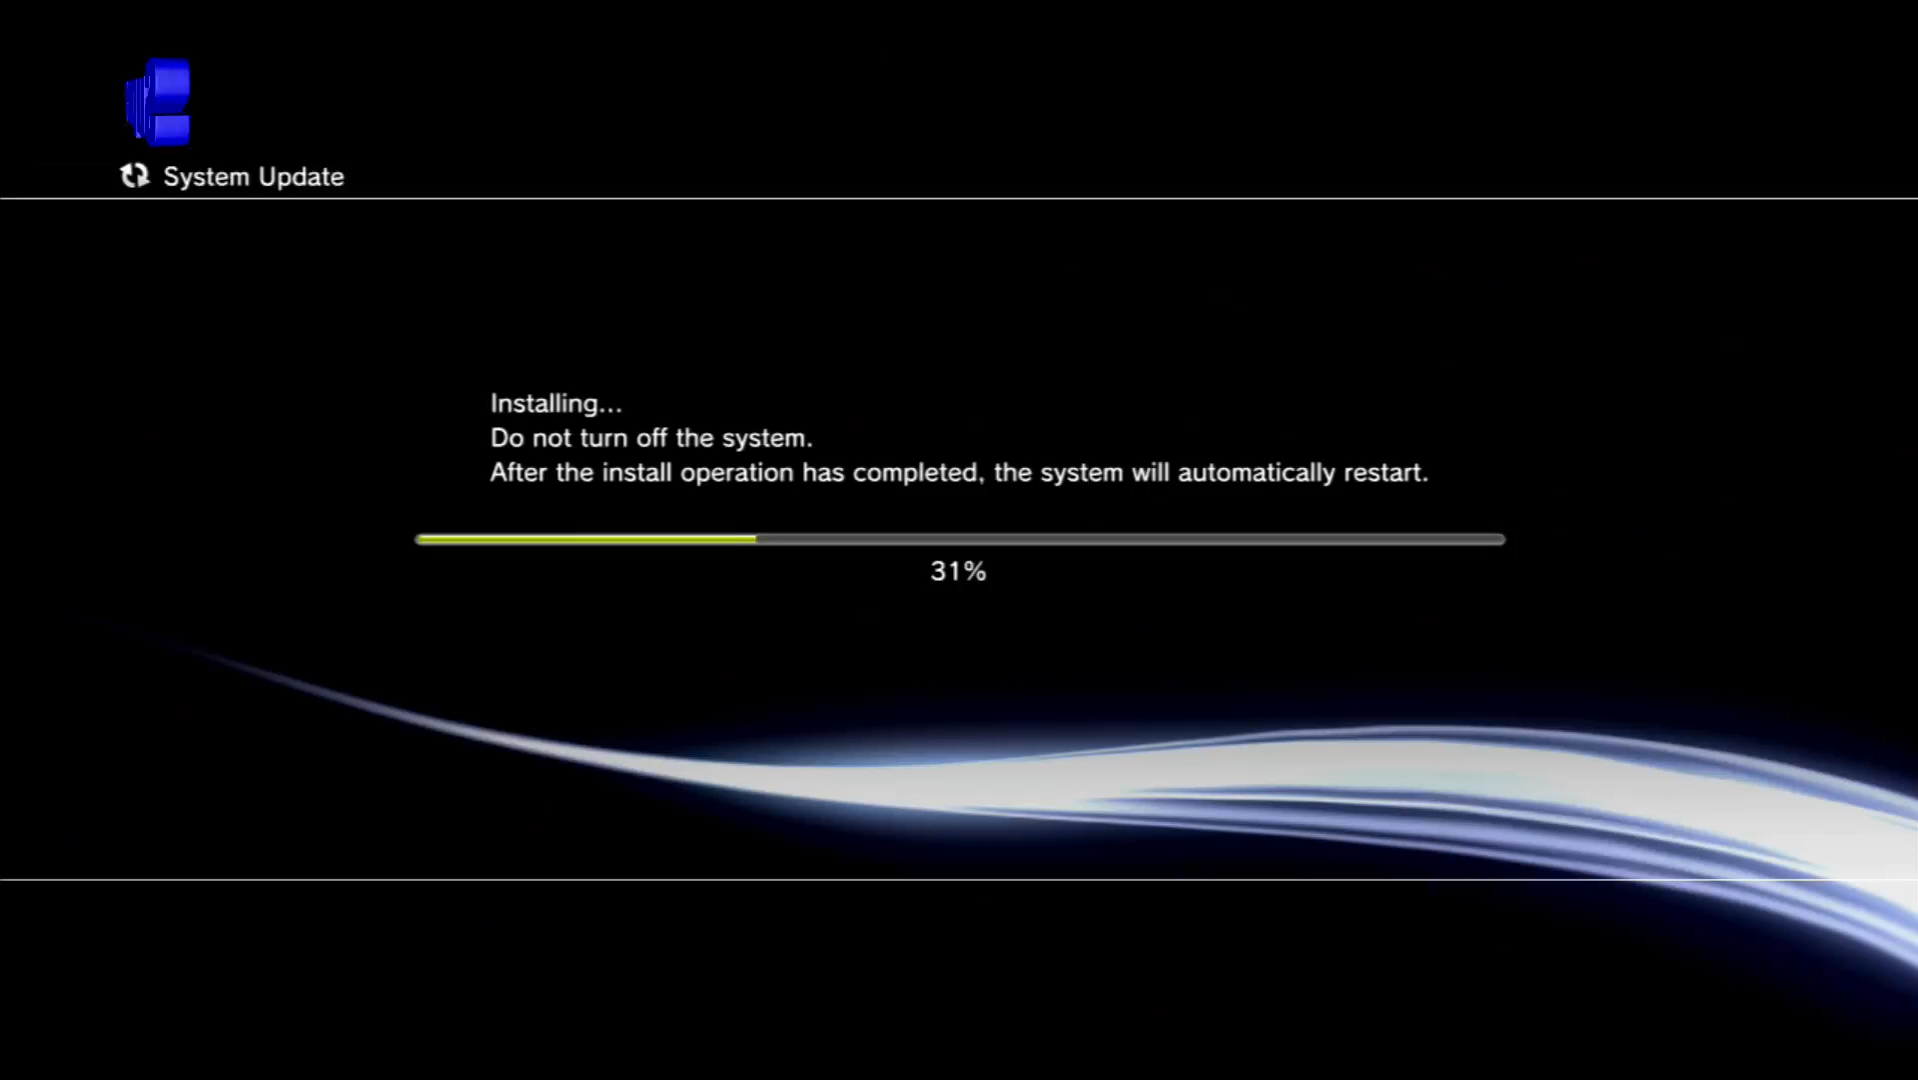 System Update
Installing...
Do not turn off the system.
After the install operation has completed, the system will automatically restart.
31%